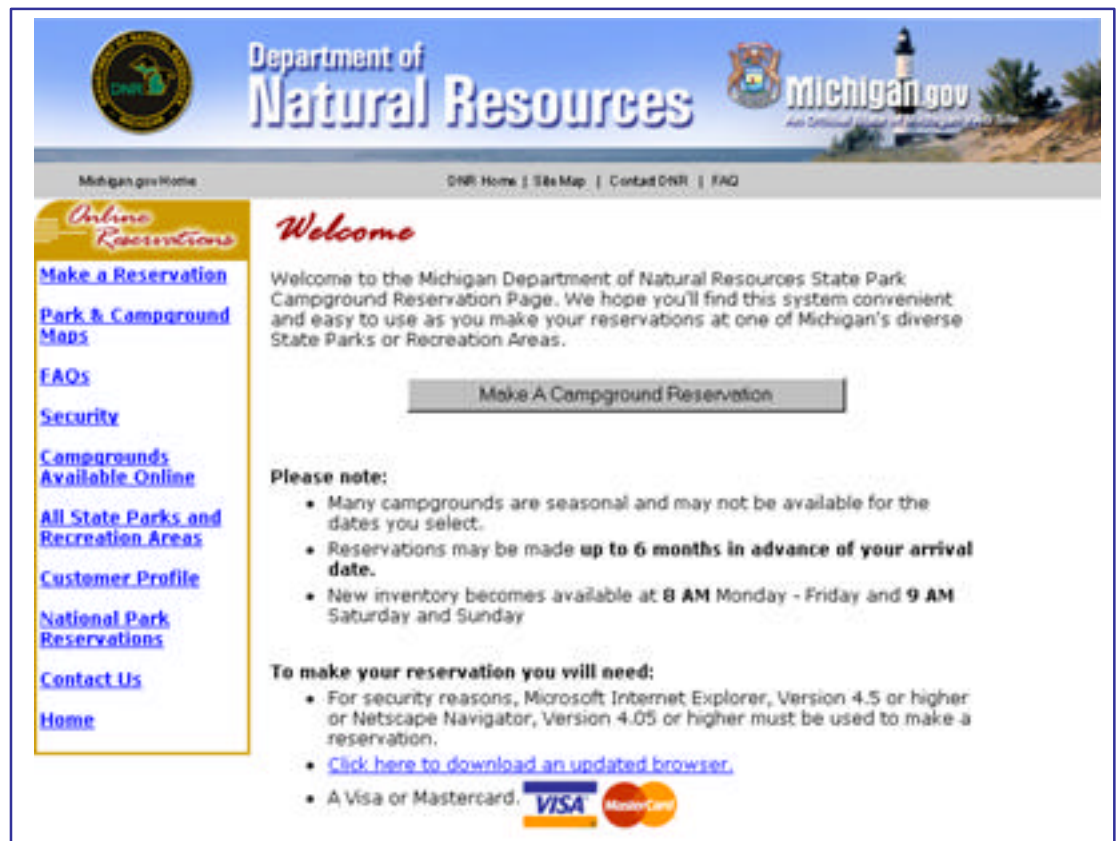 DNR
Department of
Natural Resources
Michigan.gov
An Official State of Michigan Web Site
Michigan.gov Home
DNR Home | Site Map | Contact DNR | FAQ
Online
Reservations
Make a Reservation
Park & Campground
Maps
FAQs
Security
Campgrounds
Available Online
All State Parks and
Recreation Areas
Customer Profile
National Park
Reservations
Contact Us
Home
Welcome
Welcome to the Michigan Department of Natural Resources State Park
Campground Reservation Page. We hope you'll find this system convenient
and easy to use as you make your reservations at one of Michigan's diverse
State Parks or Recreation Areas.
Make A Campground Reservation
Please note:
• Many campgrounds are seasonal and may not be available for the
dates you select.
• Reservations may be made up to 6 months in advance of your arrival
date.
• New inventory becomes available at 8 AM Monday - Friday and 9 AM
Saturday and Sunday
To make your reservation you will need:
• For security reasons, Microsoft Internet Explorer, Version 4.5 or higher
or Netscape Navigator, Version 4.05 or higher must be used to make a
reservation.
• Click here to download an updated browser.
• A Visa or Mastercard. VISA MasterCard